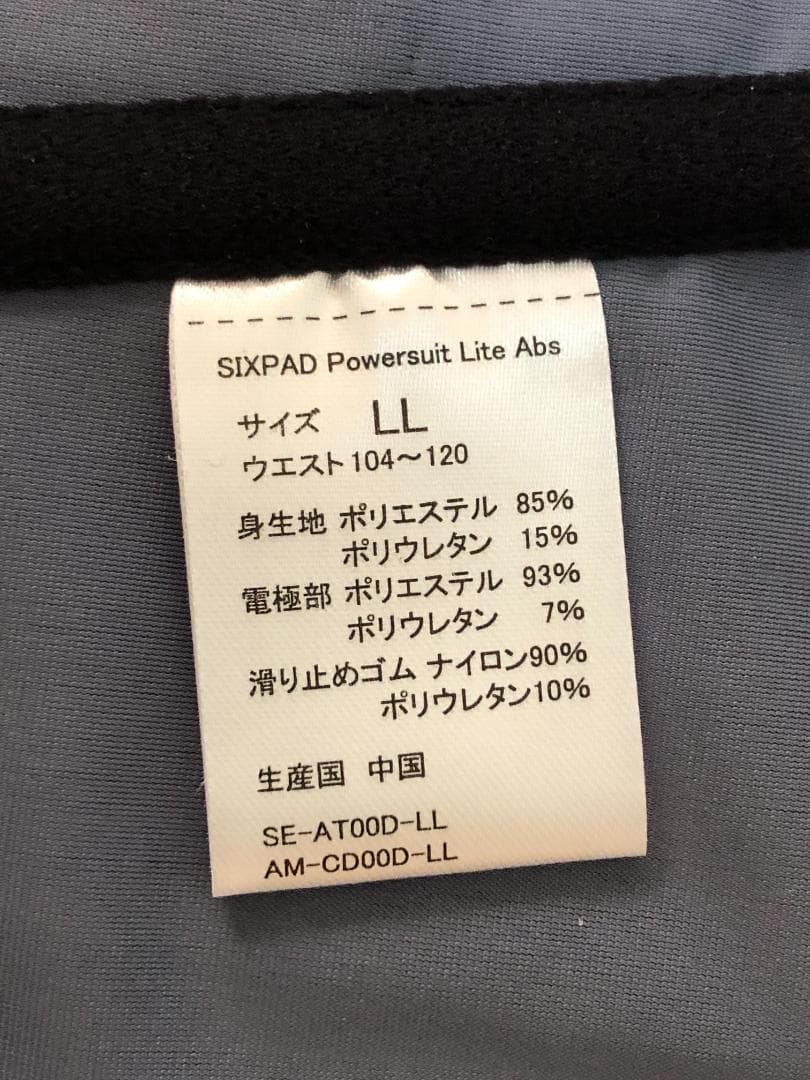 SIXPAD Powersuit Lite Abs
サイズ LL
ウエスト104～120
身生地 ポリエステル 85%
ポリウレタン 15%
電極部 ポリエステル 93%
ポリウレタン 7%
滑り止めゴム ナイロン90%
ポリウレタン10%
生産国 中国
SE-AT00D-LL
AM-CD00D-LL